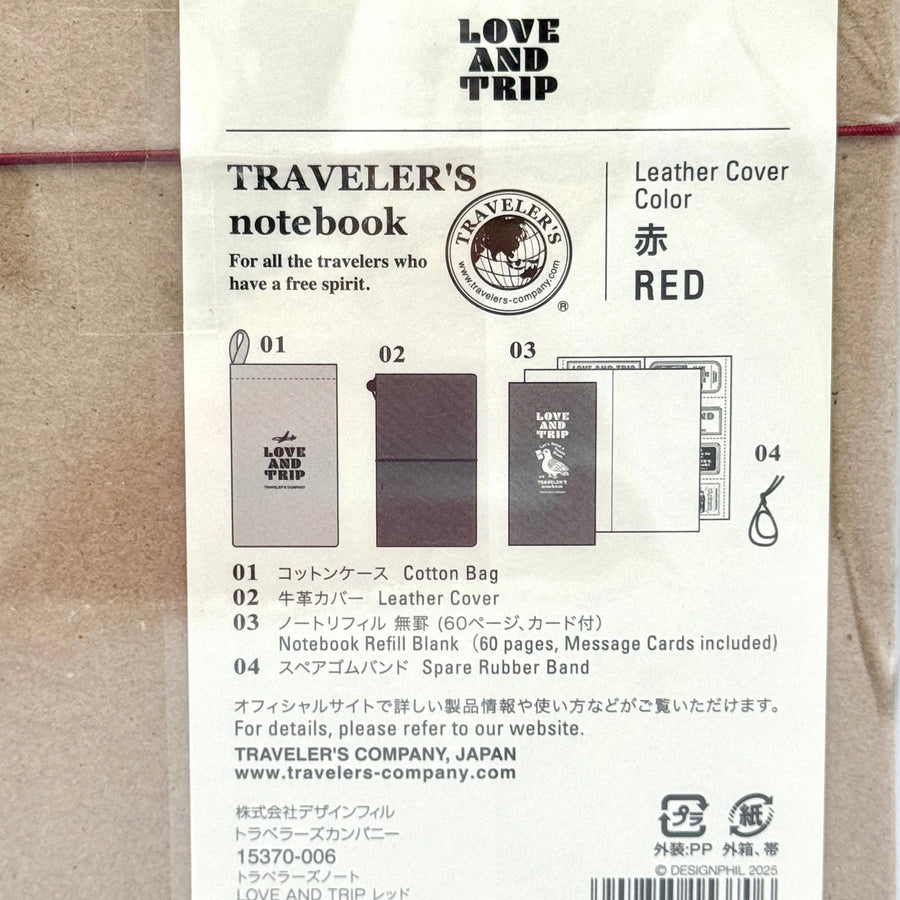 LOVE
AND
TRIP
TRAVELER'S
notebook
For all the travelers who
have a free spirit.
TRAVELER'S
www.travelers-company.com
®
Leather Cover
Color
赤
RED
01
02
03
04
LOVE
AND
TRIP
TRAVELER'S COMPANY
LOVE
AND
TRIP
TRAVELER'S
notebook
LOVE AND TRIP
01 コットンケース Cotton Bag
02 牛革カバー Leather Cover
03 ノートリフィル 無罫 (60ページ、カード付)
Notebook Refill Blank (60 pages, Message Cards included)
04 スペアゴムバンド Spare Rubber Band
オフィシャルサイトで詳しい製品情報や使い方などがご覧いただけます。
For details, please refer to our website.
TRAVELER'S COMPANY, JAPAN
www.travelers-company.com
株式会社デザインフィル
トラベラーズカンパニー
15370-006
トラベラーズノート
LOVE AND TRIP レッド
プラ
紙
外装:PP 外箱、帯
© DESIGNPHIL 2025